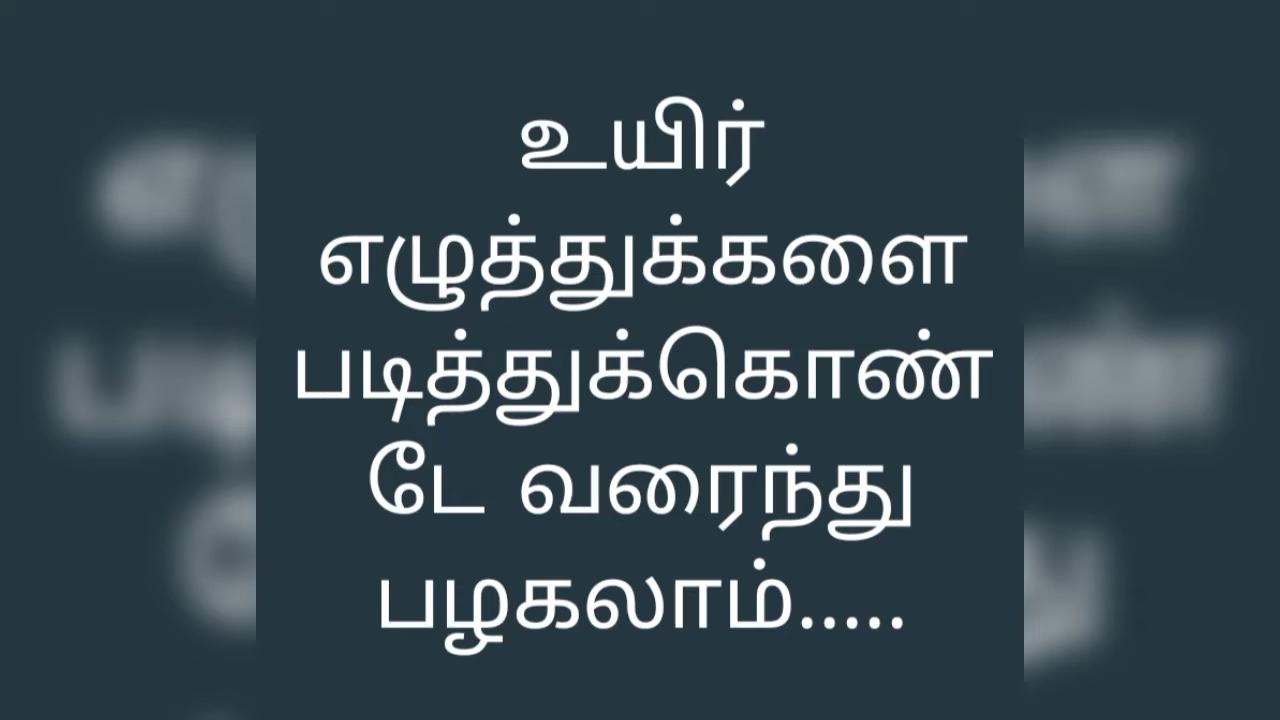 உயிர்
எழுத்துக்களை
படித்துக்கொண்
டே வரைந்து
பழகலாம்.....